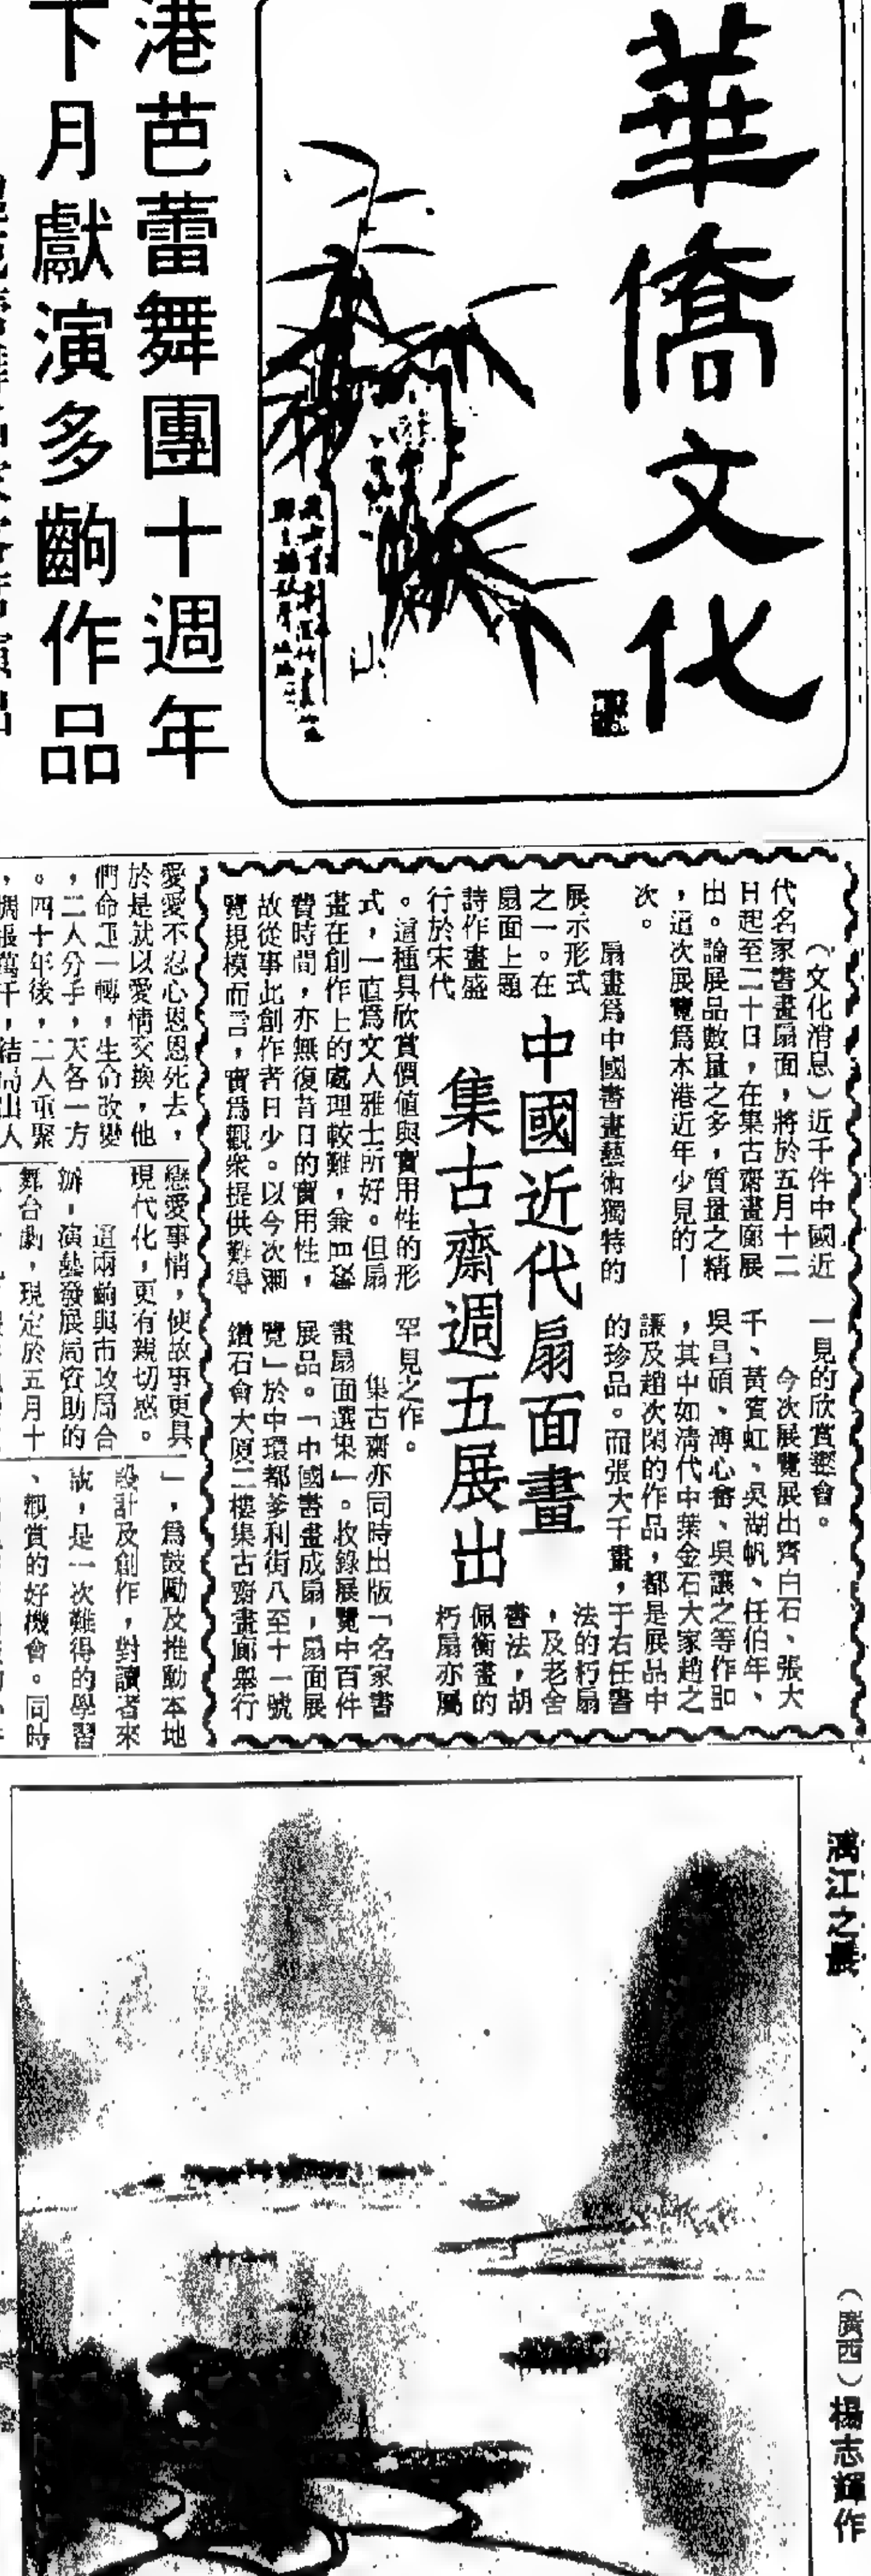 華僑文化
港芭蕾舞團十週年
下月獻演多齣作品
中國近代扇面畫
集古齋週五展出
（文化消息）近千件中國近
代名家書畫扇面，將於五月十二
日起至二十日，在集古齋畫廊展
出。論展品數量之多，質量之精
，這次展覽爲本港近年少見的一
次。
扇畫爲中國書畫藝術獨特的
展示形式
之一。在
扇面上題
詩作畫盛
行於宋代
。這種具欣賞價值與實用性的形
式，一直爲文人雅士所好。但扇
畫在創作上的處理較難，兼且
費時間，亦無復昔日的實用性，
故從事此創作者日少。以今次
覽規模而言，實爲觀衆提供難得
一見的欣賞機會。
今次展覽展出齊白石、張大
千、黃賓虹、吳湖帆、任伯年、
吳昌碩、溥心畬、吳讓之等作品
，其中如清代中葉金石大家趙之
謙及趙次閑的作品，都是展品中
的珍品。而張大千畫，于右任書
法的朽扇
，及老舍
書法，胡
佩衡畫的
朽扇亦屬
罕見之作。
集古齋亦同時出版「名家書
畫扇面選集」。收錄展覽中百件
展品。「中國書畫成扇，扇面展
覽」於中環都爹利街八至十一號
鑽石會大廈二樓集古齋畫廊舉行
愛愛不忍心恩恩死去，
於是就以愛情交換，他
們命運一轉，生命改變
，二人分手，天各一方
。四十年後，二人重聚
戀愛事情，使故事更具
現代化，更有親切感。
這兩齣與市政局合
辦，演藝發展局資助的
舞台劇，現定於五月十
」，爲鼓勵及推動本地
設計及創作，對讀者來
說，是一次難得的學習
、觀賞的好機會。同時
漓江之晨
（廣西）楊志輝作